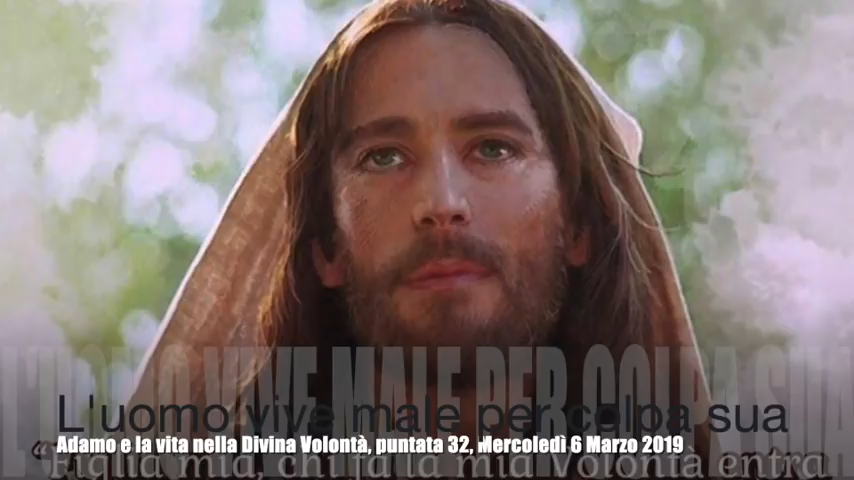 L'UOMO VIVE MALE PER COLPA SUA
L'uomo vive male per colpa sua
Adamo e la vita nella Divina Volontà, puntata 32, Mercoledì 6 Marzo 2019
“Figlia mia, chi fa la mia Volontà entra